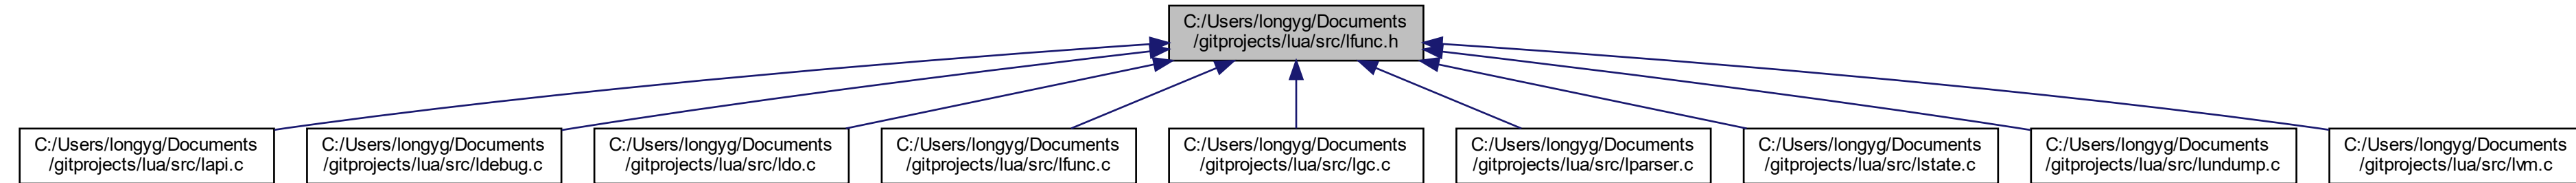 C:/Users/longyg/Documents
/gitprojects/lua/src/lfunc.h
C:/Users/longyg/Documents
/gitprojects/lua/src/lapi.c
C:/Users/longyg/Documents
/gitprojects/lua/src/ldebug.c
C:/Users/longyg/Documents
/gitprojects/lua/src/ldo.c
C:/Users/longyg/Documents
/gitprojects/lua/src/lfunc.c
C:/Users/longyg/Documents
/gitprojects/lua/src/lgc.c
C:/Users/longyg/Documents
/gitprojects/lua/src/lparser.c
C:/Users/longyg/Documents
/gitprojects/lua/src/lstate.c
C:/Users/longyg/Documents
/gitprojects/lua/src/lundump.c
C:/Users/longyg/Documents
/gitprojects/lua/src/lvm.c